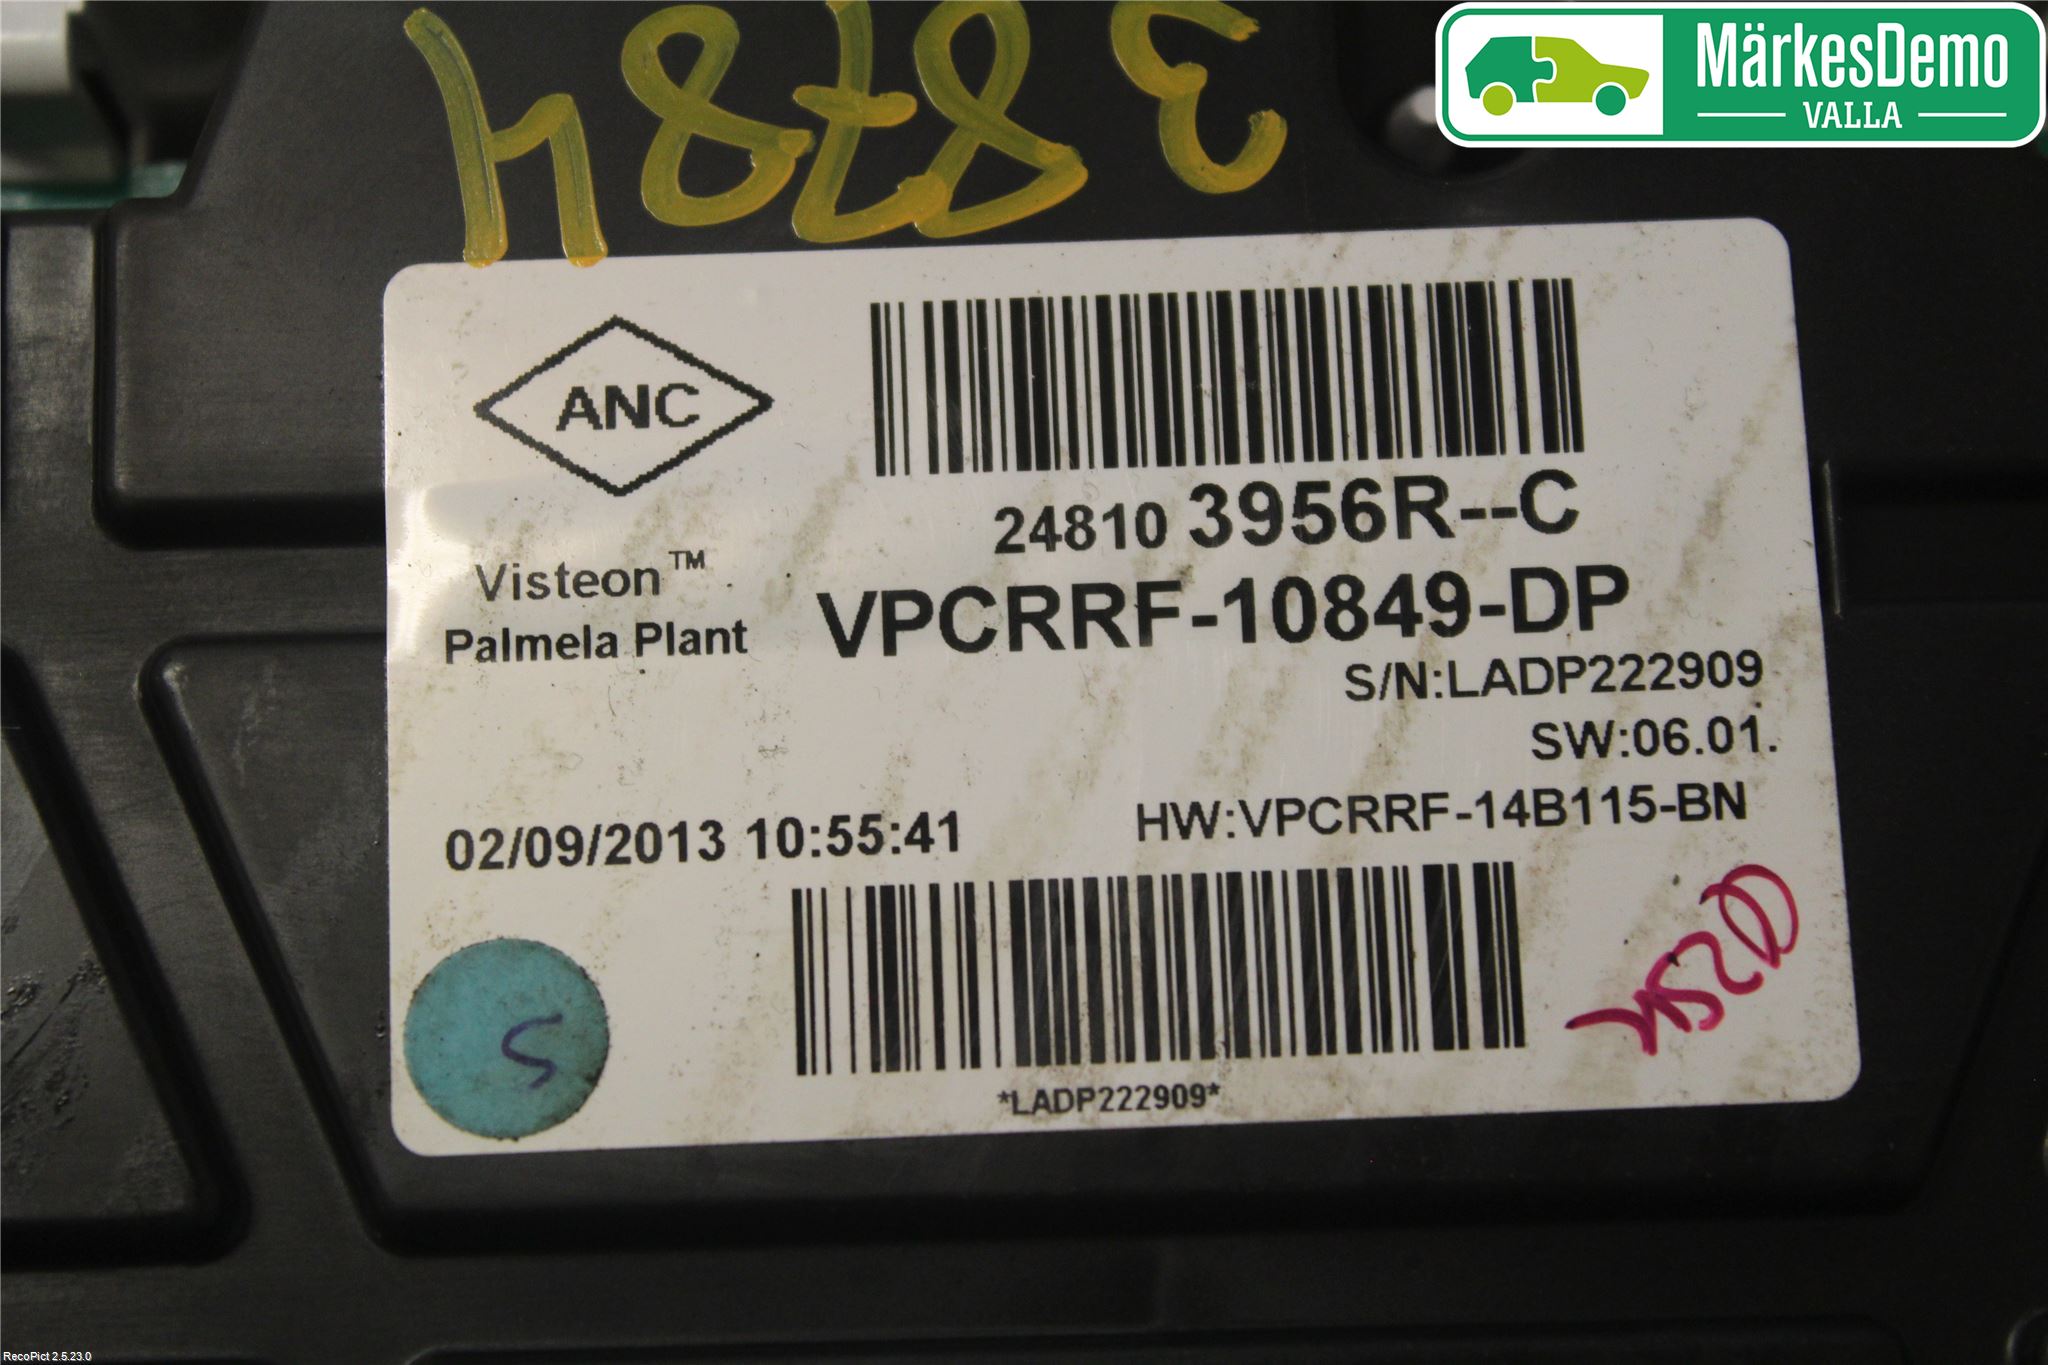 38784
MärkesDemo
VALLA
ANC
24810 3956R--C
Visteon™
Palmela Plant
VPCRRF-10849-DP
S/N:LADP222909
SW:06.01.
02/09/2013 10:55:41
HW:VPCRRF-14B115-BN
5
*LADP222909*
RecoPict 2.5.23.0